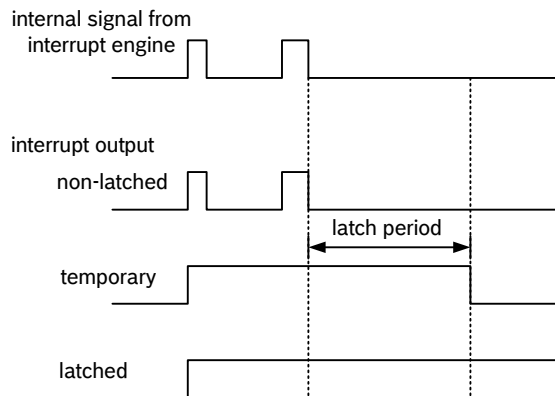 internal signal from
interrupt engine
interrupt output
non-latched
latch period
temporary
latched